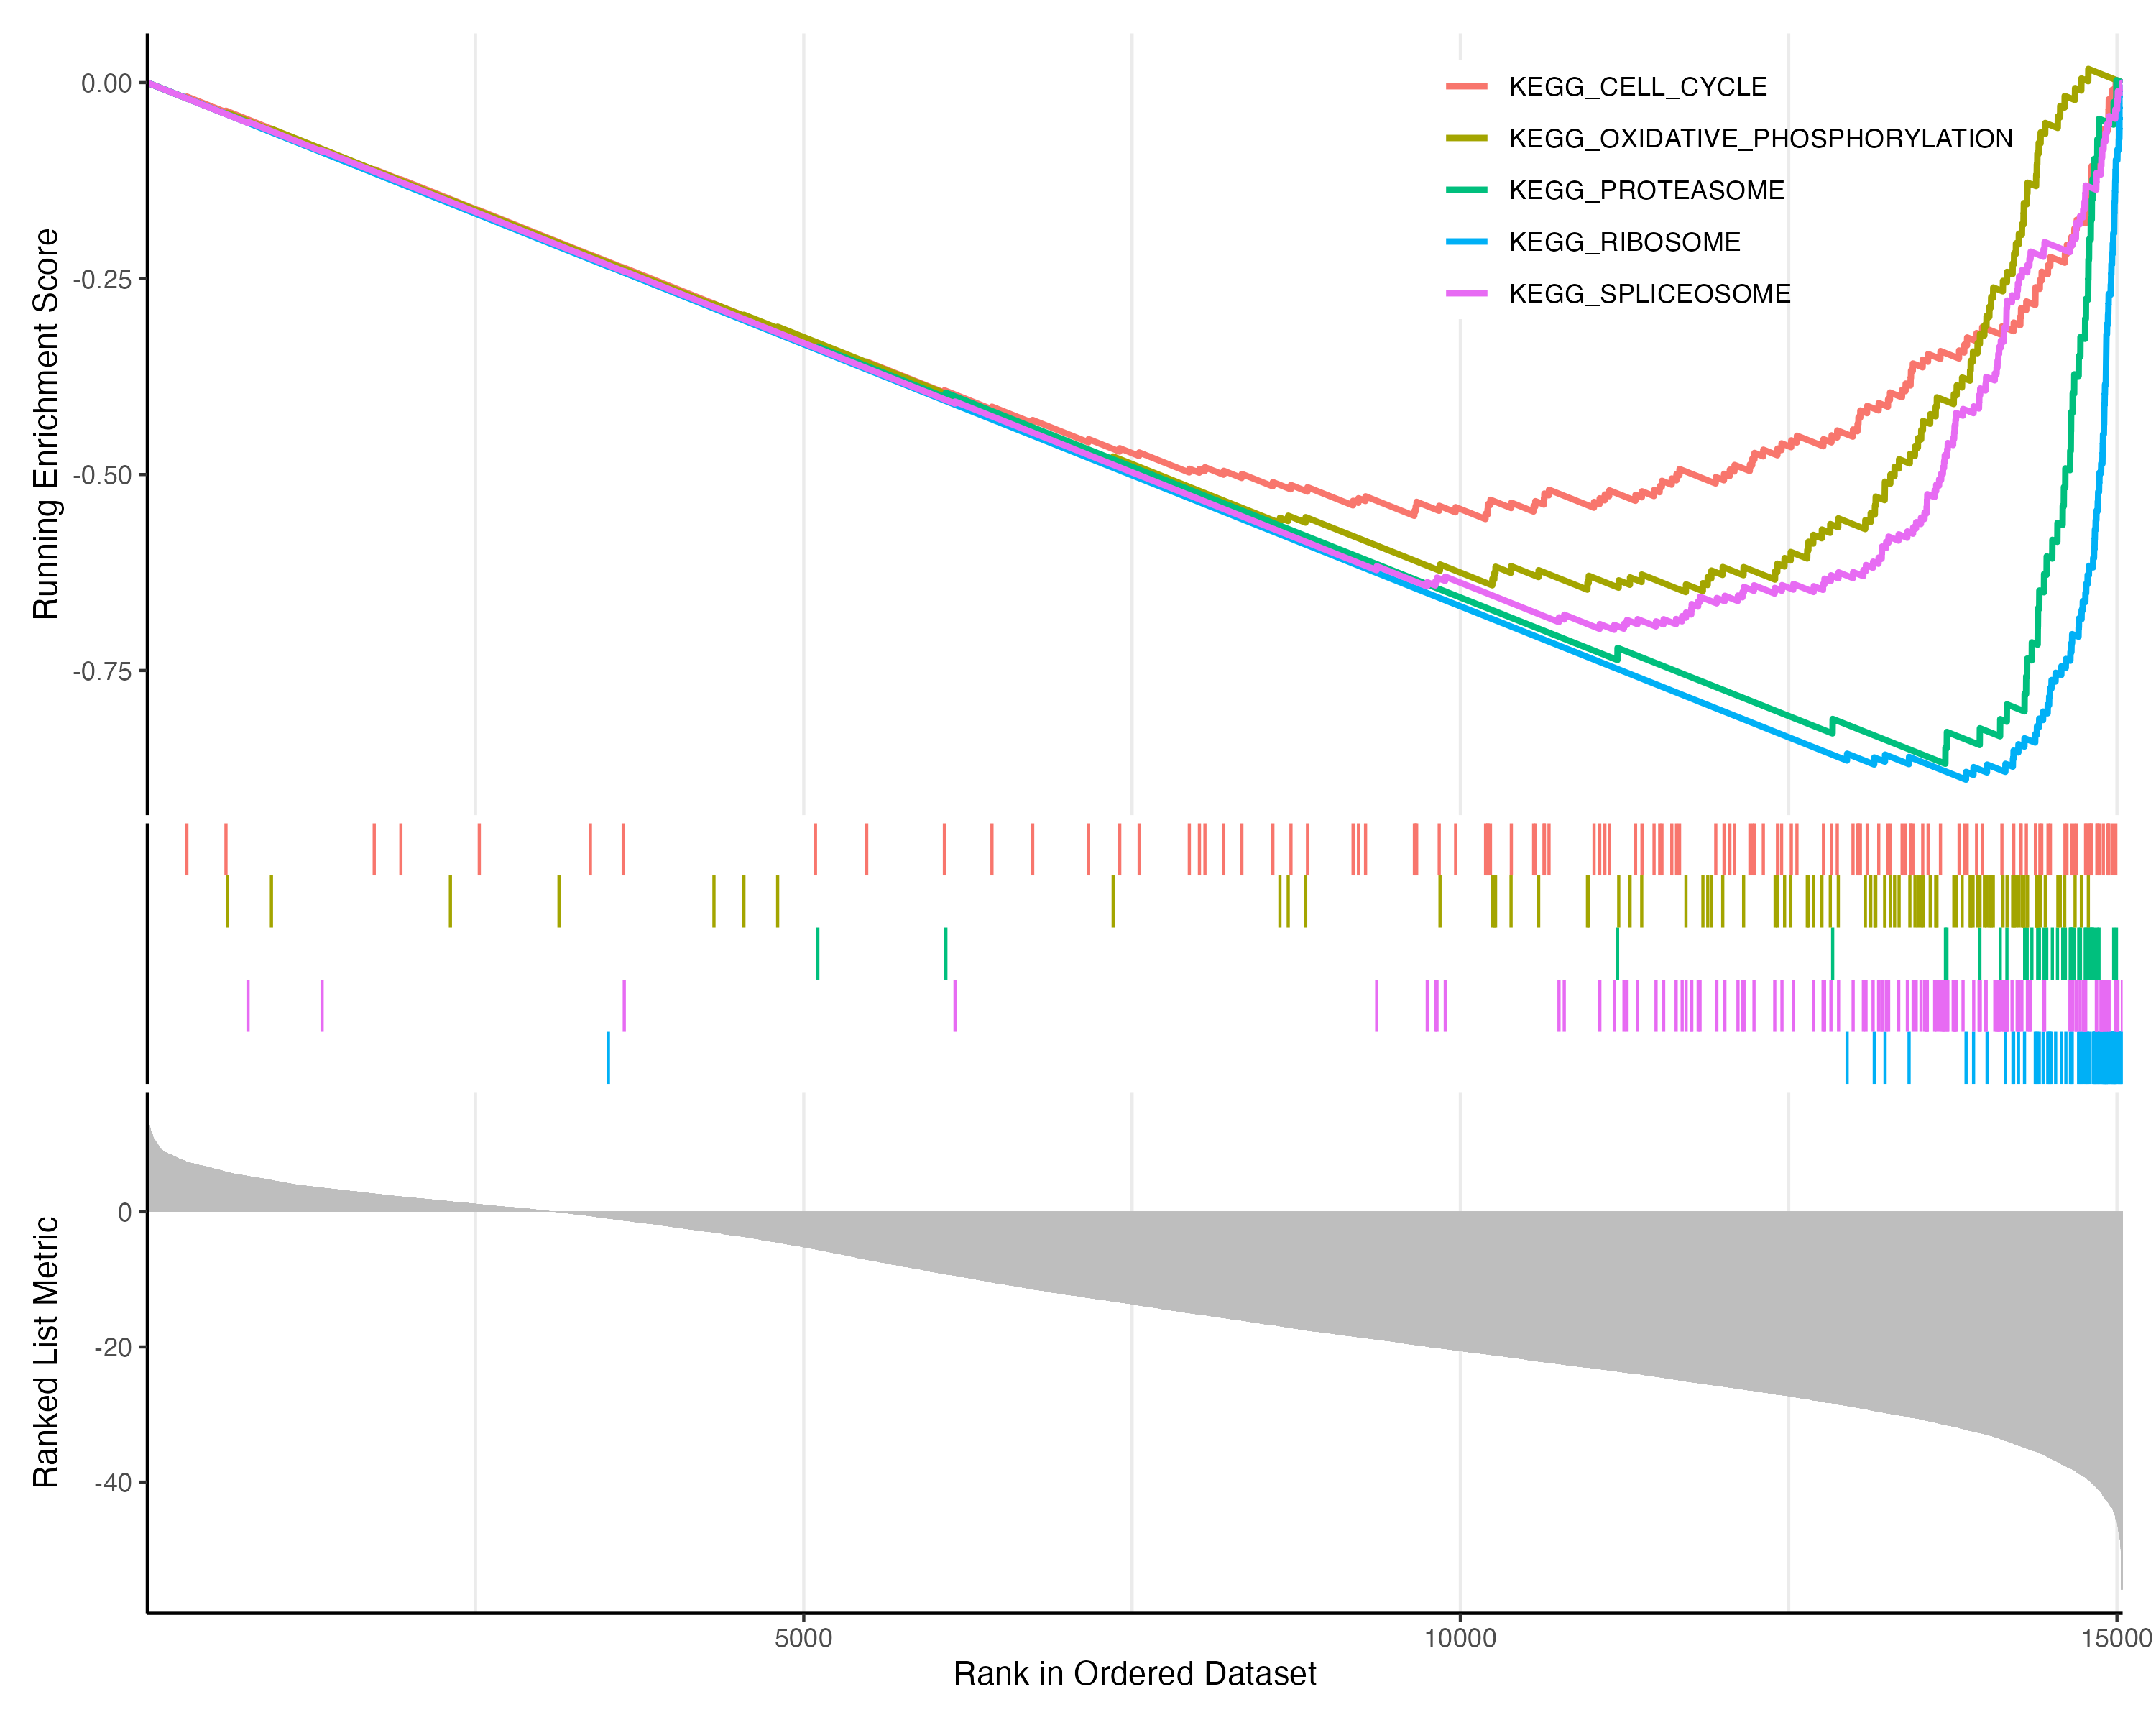 0.00
-0.25
-0.50
-0.75
Running Enrichment Score
KEGG_CELL_CYCLE
KEGG_OXIDATIVE_PHOSPHORYLATION
KEGG_PROTEASOME
KEGG_RIBOSOME
KEGG_SPLICEOSOME
0
-20
-40
Ranked List Metric
5000
10000
15000
Rank in Ordered Dataset